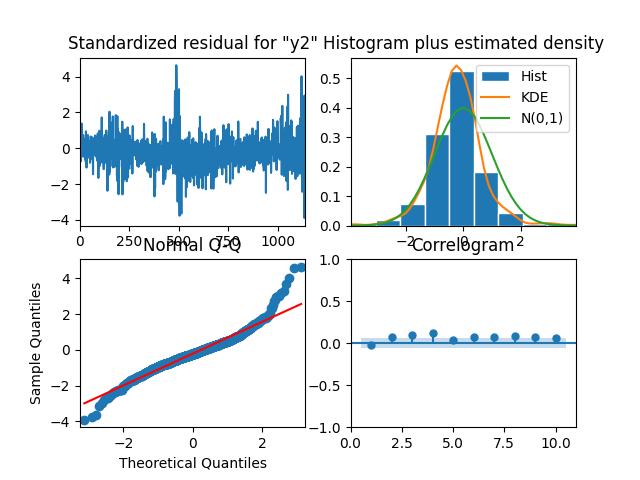 Standardized residual for "y2"
Histogram plus estimated density
4
2
0
−2
−4
0 250 500 750 1000
0.5
0.4
0.3
0.2
0.1
0.0
−2 0 2
Hist
KDE
N(0,1)
Normal Q-Q
Correlogram
Sample Quantiles
4
2
0
−2
−4
−2 0 2
Theoretical Quantiles
1.0
0.5
0.0
−0.5
−1.0
0.0 2.5 5.0 7.5 10.0